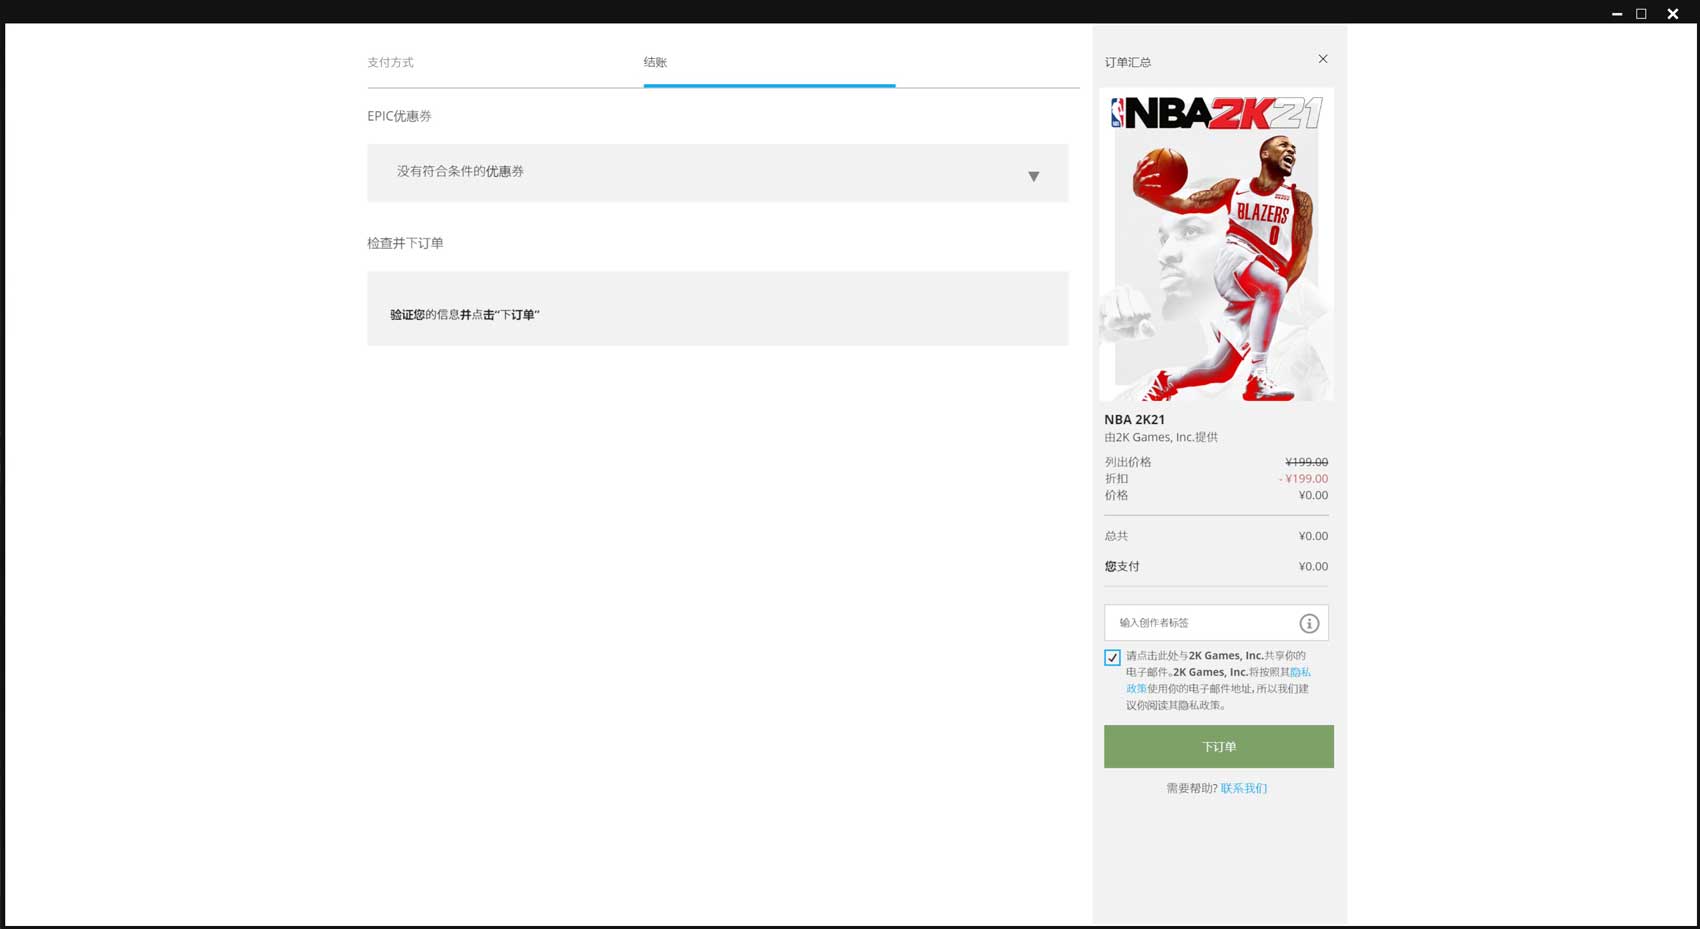 支付方式
结账
EPIC优惠券
没有符合条件的优惠券
检查并下订单
验证您的信息并点击“下订单”
订单汇总
NBA 2K21
BLAZERS
0
NBA 2K21
由2K Games, Inc.提供
列出价格 ¥199.00
折扣 - ¥199.00
价格 ¥0.00
总共 ¥0.00
您支付 ¥0.00
输入创作者标签
请点击此处与2K Games, Inc.共享你的
电子邮件。2K Games, Inc.将按照其隐私
政策使用你的电子邮件地址，所以我们建
议你阅读其隐私政策。
下订单
需要帮助? 联系我们